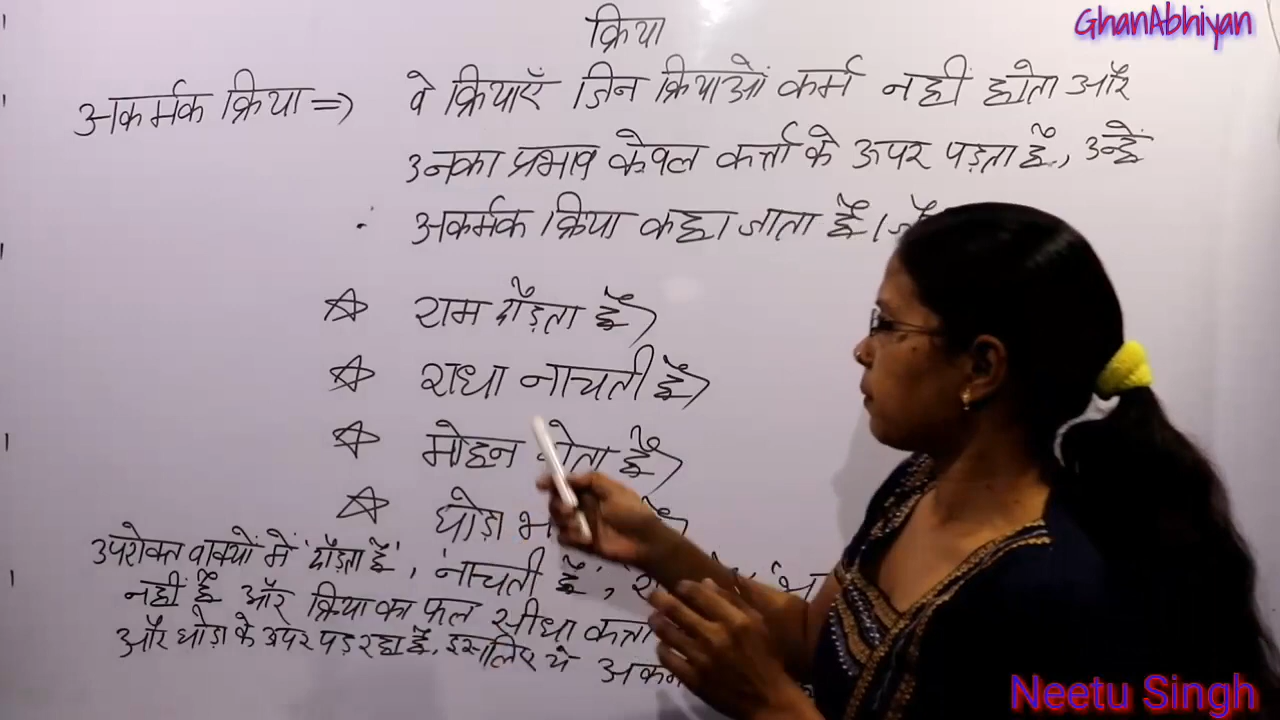 GhanAbhiyan
क्रिया
अकर्मक क्रिया => वे क्रियाएँ जिन क्रियाओं कर्म नहीं होता और
उनका प्रभाव केवल कर्त्ता के ऊपर पड़ता है, उन्हें
अकर्मक क्रिया कहा जाता है।
राम दौड़ता है)
राधा नाचती है)
मोहन है)
घोड़ा
उपरोक्त वाक्यों में 'दौड़ता है', 'नाचती है',
नहीं है और क्रिया का फल सीधा कर्त्ता
और घोड़ा के ऊपर पड़ रहा है, इसलिए ये
Neetu Singh